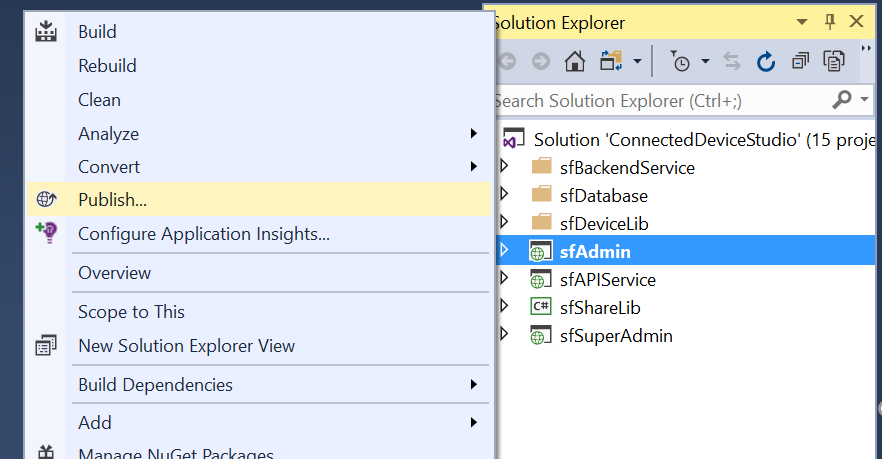 Build
Rebuild
Clean
Analyze
Convert
Publish...
Configure Application Insights...
Overview
Scope to This
New Solution Explorer View
Build Dependencies
Add
Manage NuGet Packages
Solution Explorer
Search Solution Explorer (Ctrl+;)
Solution 'ConnectedDeviceStudio' (15 proje
sfBackendService
sfDatabase
sfDeviceLib
sfAdmin
sfAPIService
C# sfShareLib
sfSuperAdmin